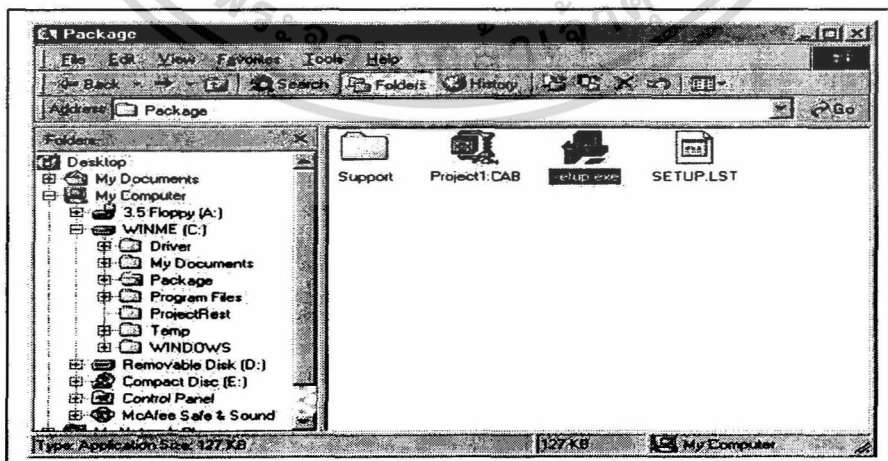 Package
File Edit View Favorites Tools Help
Back Search Folders History
Address Package Go
Folders
Desktop
My Documents
My Computer
3.5 Floppy (A:)
WINME (C:)
Driver
My Documents
Package
Program Files
ProjectRest
Temp
WINDOWS
Removable Disk (D:)
Compact Disc (E:)
Control Panel
McAfee Safe & Sound
Support
Project1.CAB
setup.exe
SETUP.LST
Type: Application Size: 127 KB 127 KB My Computer